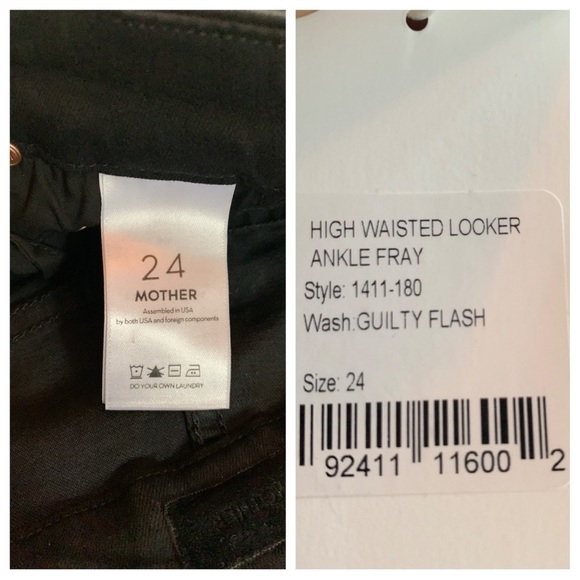 24
MOTHER
Assembled in USA
by both USA and foreign components
DO YOUR OWN LAUNDRY
HIGH WAISTED LOOKER
ANKLE FRAY
Style: 1411-180
Wash:GUILTY FLASH
Size: 24
92411 11600 2